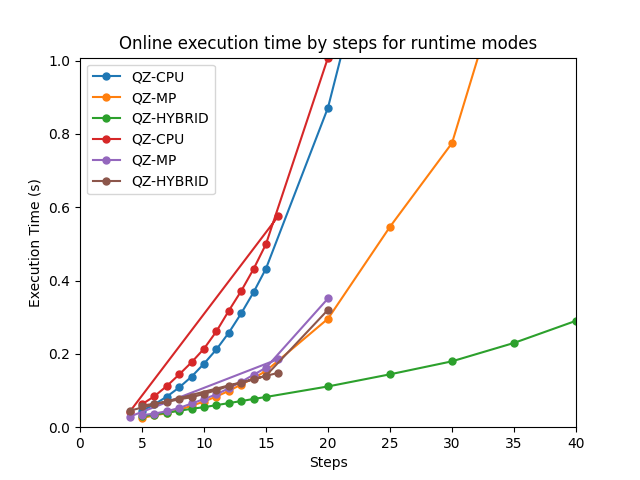 Online execution time by steps for runtime modes
1.0
0.8
0.6
0.4
0.2
0.0
Execution Time (s)
QZ-CPU
QZ-MP
QZ-HYBRID
QZ-CPU
QZ-MP
QZ-HYBRID
0 5 10 15 20 25 30 35 40
Steps